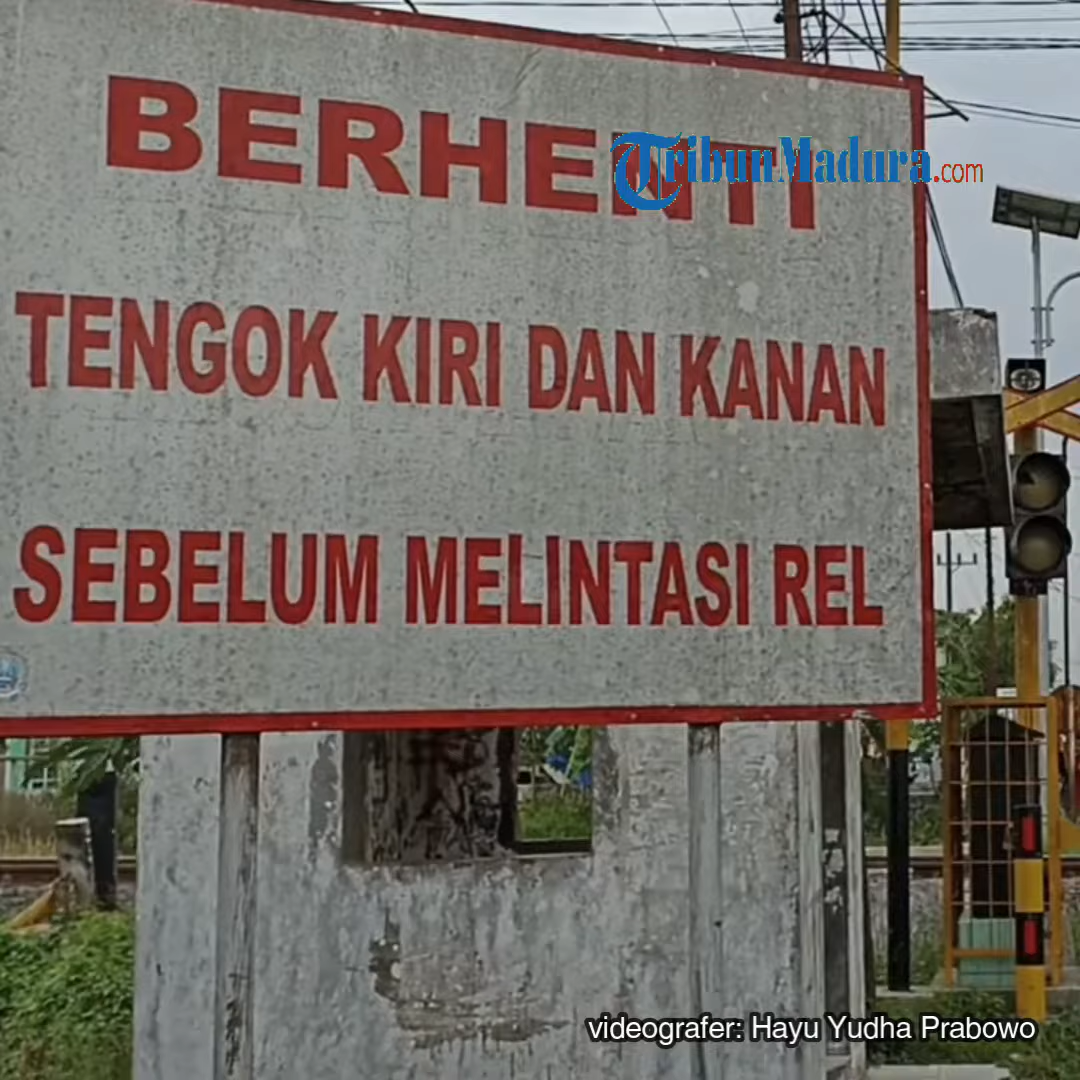 BERHENTI
TribunMadura.com
TENGOK KIRI DAN KANAN
SEBELUM MELINTASI REL
videografer: Hayu Yudha Prabowo